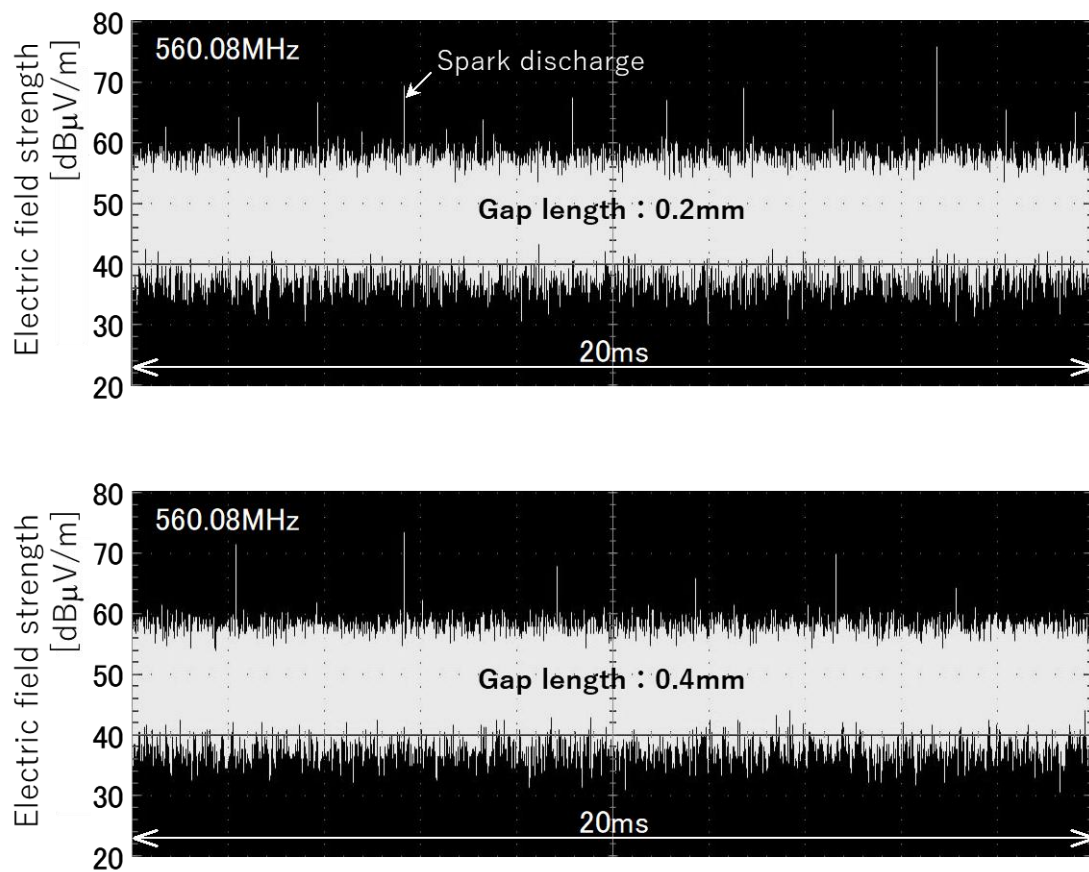 Electric field strength
[dBμV/m]
80
70
60
50
40
30
20
560.08MHz
Spark discharge
Gap length：0.2mm
20ms
Electric field strength
[dBμV/m]
80
70
60
50
40
30
20
560.08MHz
Gap length：0.4mm
20ms